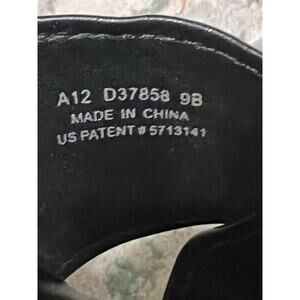 A12 D37858 9B
MADE IN CHINA
US PATENT # 5713141